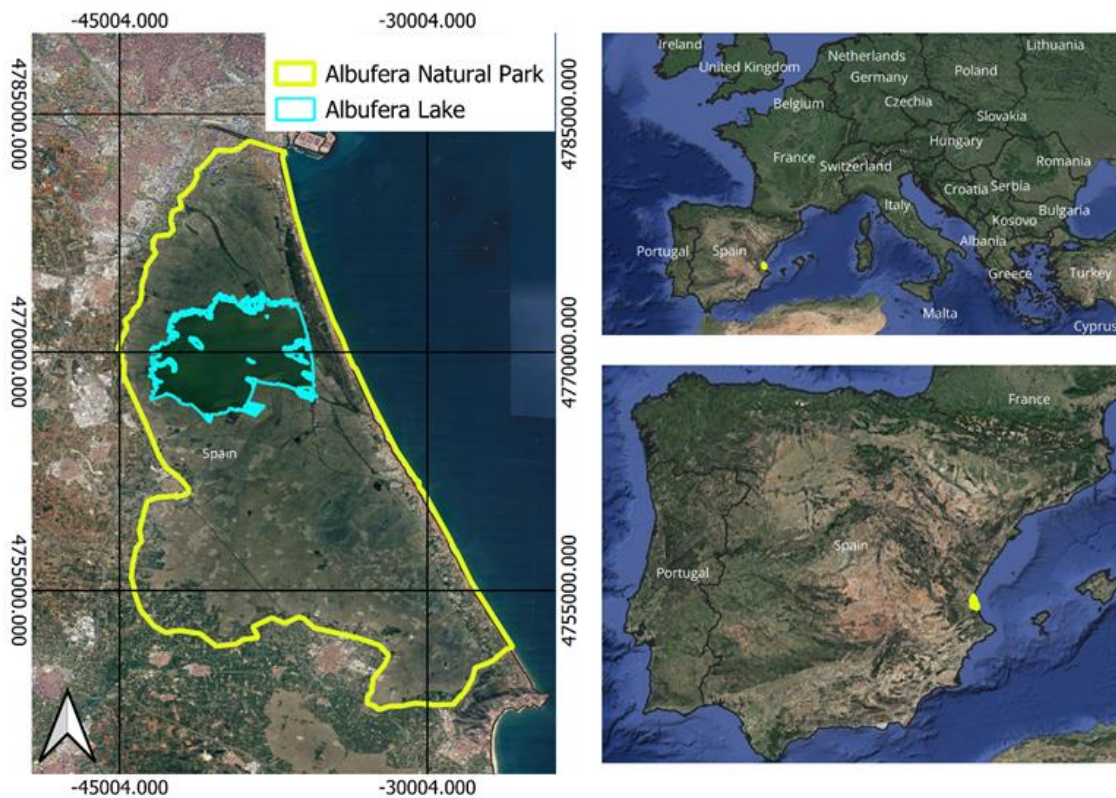 -45004.000
-30004.000
Albufera Natural Park
Albufera Lake
4785000.000
4785000.000
4770000.000
4770000.000
Spain
4755000.000
4755000.000
-45004.000
-30004.000
Ireland
United Kingdom
Netherlands
Lithuania
Germany
Poland
Belgium
Czechia
Slovakia
France
Switzerland
Hungary
Romania
Croatia
Serbia
Italy
Kosovo
Bulgaria
Portugal
Spain
Albania
Greece
Turkey
Malta
Cyprus
France
Spain
Portugal